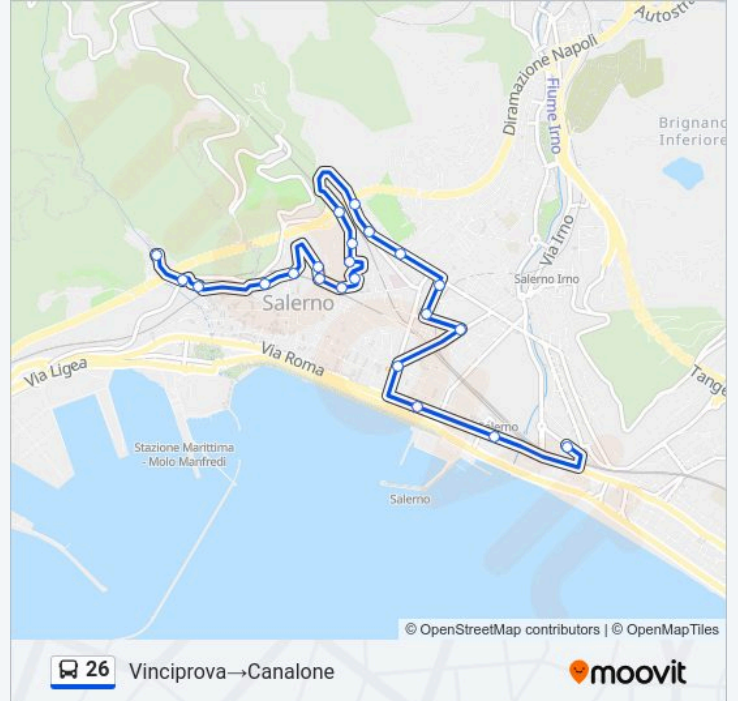 Autostra
Diramazione Napoli
Fiume Irno
Brignano
Inferiore
Via Irno
Salerno Irno
Salerno
Via Roma
Via Ligea
Tange
Stazione Marittima
- Molo Manfredi
Salerno
© OpenStreetMap contributors | © OpenMapTiles
26 Vinciprova→Canalone
moovit